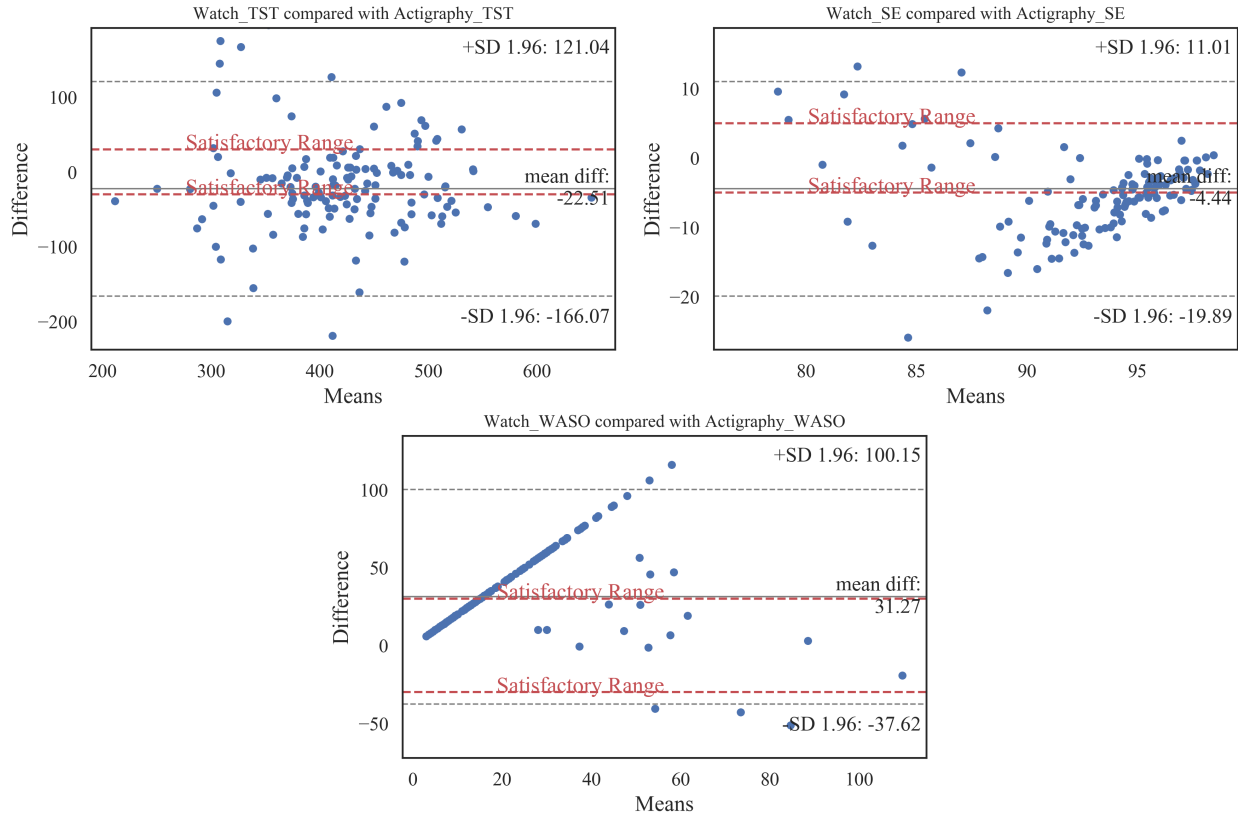 Watch_TST compared with Actigraphy_TST
+SD 1.96: 121.04
Satisfactory Range
Satisfactory Range
mean diff:
-22.51
-SD 1.96: -166.07
100
0
−100
−200
Difference
200 300 400 500 600
Means
Watch_SE compared with Actigraphy_SE
+SD 1.96: 11.01
Satisfactory Range
Satisfactory Range
mean diff:
-4.44
-SD 1.96: -19.89
10
0
−10
−20
Difference
80 85 90 95
Means
Watch_WASO compared with Actigraphy_WASO
+SD 1.96: 100.15
Satisfactory Range
mean diff:
31.27
Satisfactory Range
-SD 1.96: -37.62
100
50
0
−50
Difference
0 20 40 60 80 100
Means